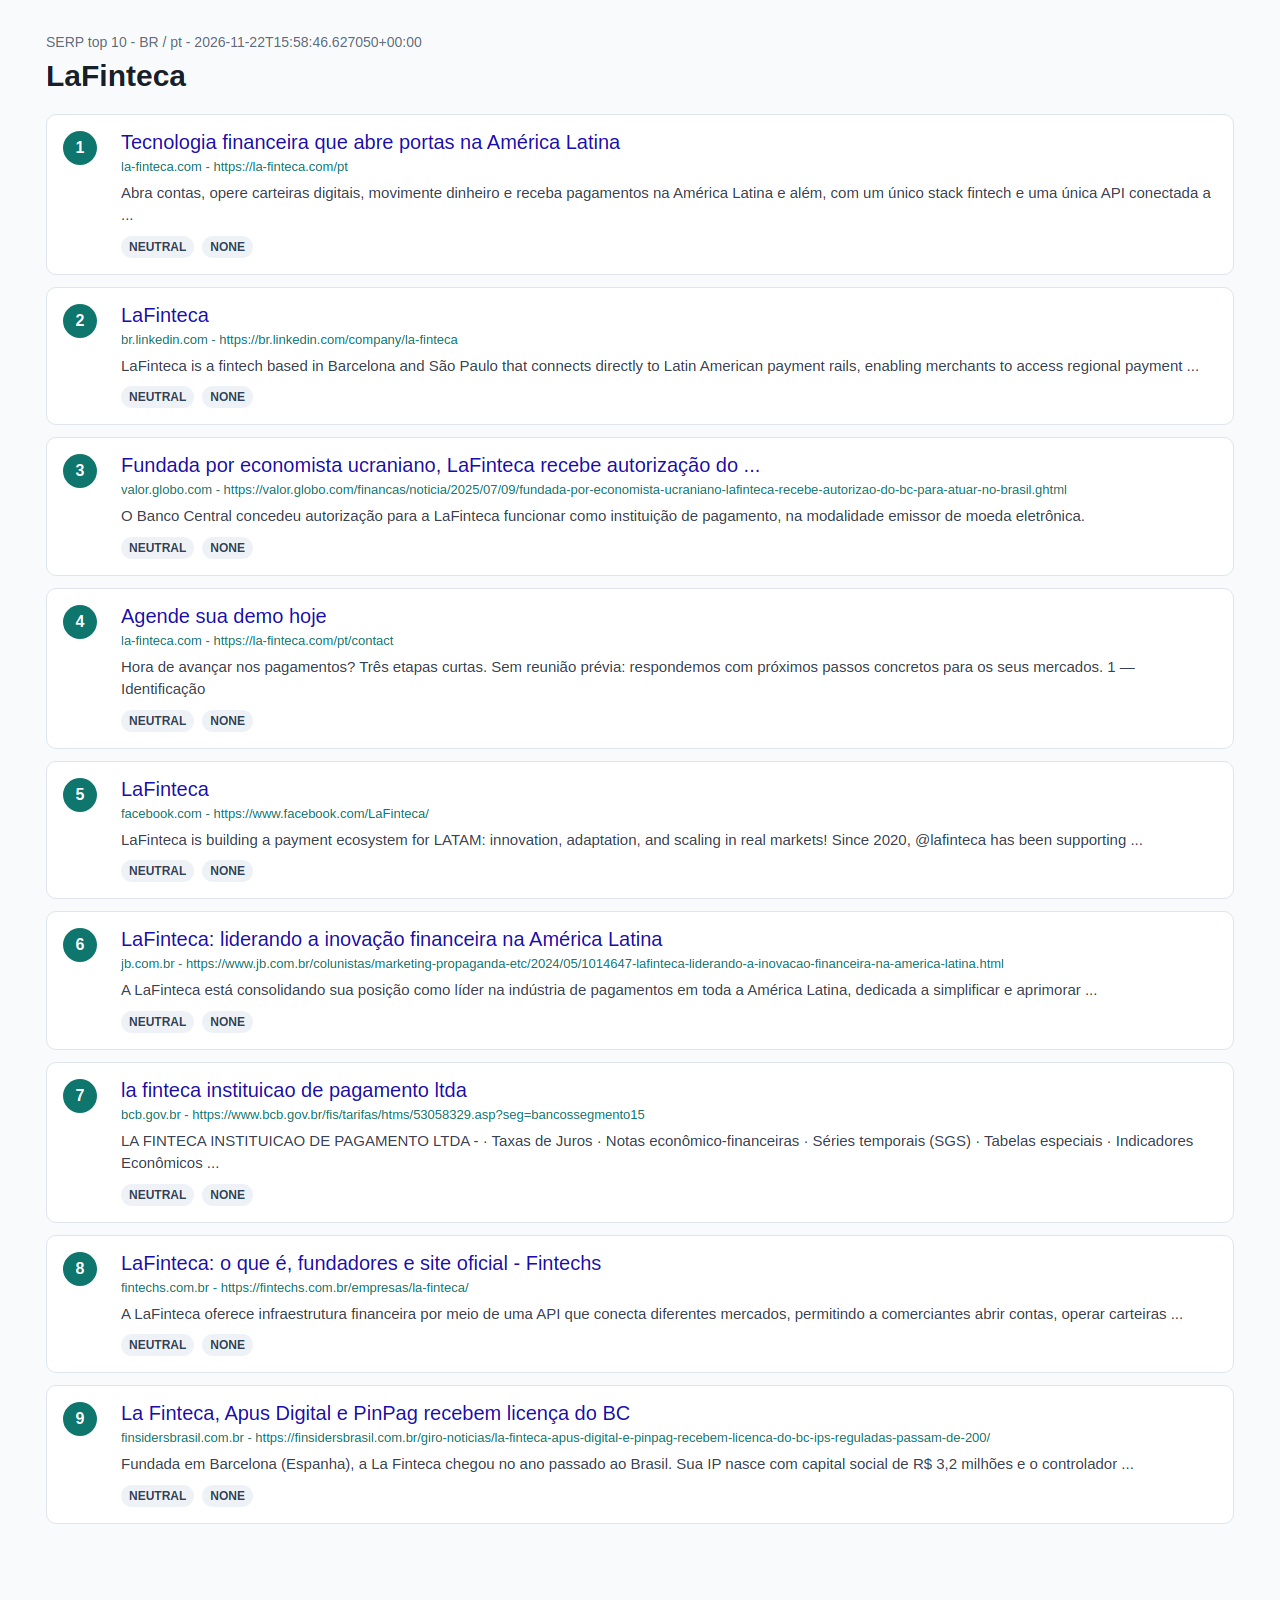 SERP top 10 - BR / pt - 2026-11-22T15:58:46.627050+00:00
LaFinteca
1
Tecnologia financeira que abre portas na América Latina
la-finteca.com - https://la-finteca.com/pt
Abra contas, opere carteiras digitais, movimente dinheiro e receba pagamentos na América Latina e além, com um único stack fintech e uma única API conectada a
...
NEUTRAL NONE
2
LaFinteca
br.linkedin.com - https://br.linkedin.com/company/la-finteca
LaFinteca is a fintech based in Barcelona and São Paulo that connects directly to Latin American payment rails, enabling merchants to access regional payment ...
NEUTRAL NONE
3
Fundada por economista ucraniano, LaFinteca recebe autorização do ...
valor.globo.com - https://valor.globo.com/financas/noticia/2025/07/09/fundada-por-economista-ucraniano-lafinteca-recebe-autorizao-do-bc-para-atuar-no-brasil.ghtml
O Banco Central concedeu autorização para a LaFinteca funcionar como instituição de pagamento, na modalidade emissor de moeda eletrônica.
NEUTRAL NONE
4
Agende sua demo hoje
la-finteca.com - https://la-finteca.com/pt/contact
Hora de avançar nos pagamentos? Três etapas curtas. Sem reunião prévia: respondemos com próximos passos concretos para os seus mercados. 1 —
Identificação
NEUTRAL NONE
5
LaFinteca
facebook.com - https://www.facebook.com/LaFinteca/
LaFinteca is building a payment ecosystem for LATAM: innovation, adaptation, and scaling in real markets! Since 2020, @lafinteca has been supporting ...
NEUTRAL NONE
6
LaFinteca: liderando a inovação financeira na América Latina
jb.com.br - https://www.jb.com.br/colunistas/marketing-propaganda-etc/2024/05/1014647-lafinteca-liderando-a-inovacao-financeira-na-america-latina.html
A LaFinteca está consolidando sua posição como líder na indústria de pagamentos em toda a América Latina, dedicada a simplificar e aprimorar ...
NEUTRAL NONE
7
la finteca instituicao de pagamento ltda
bcb.gov.br - https://www.bcb.gov.br/fis/tarifas/htms/53058329.asp?seg=bancossegmento15
LA FINTECA INSTITUICAO DE PAGAMENTO LTDA - · Taxas de Juros · Notas econômico-financeiras · Séries temporais (SGS) · Tabelas especiais · Indicadores
Econômicos ...
NEUTRAL NONE
8
LaFinteca: o que é, fundadores e site oficial - Fintechs
fintechs.com.br - https://fintechs.com.br/empresas/la-finteca/
A LaFinteca oferece infraestrutura financeira por meio de uma API que conecta diferentes mercados, permitindo a comerciantes abrir contas, operar carteiras ...
NEUTRAL NONE
9
La Finteca, Apus Digital e PinPag recebem licença do BC
finsidersbrasil.com.br - https://finsidersbrasil.com.br/giro-noticias/la-finteca-apus-digital-e-pinpag-recebem-licenca-do-bc-ips-reguladas-passam-de-200/
Fundada em Barcelona (Espanha), a La Finteca chegou no ano passado ao Brasil. Sua IP nasce com capital social de R$ 3,2 milhões e o controlador ...
NEUTRAL NONE